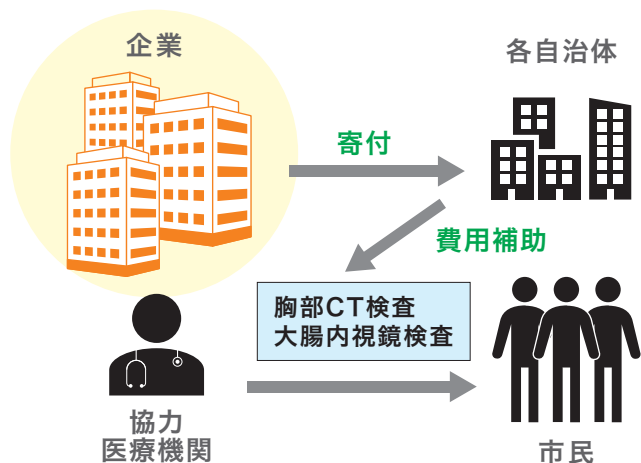 企業
各自治体
寄付
費用補助
胸部CT検査
大腸内視鏡検査
協力
医療機関
市民